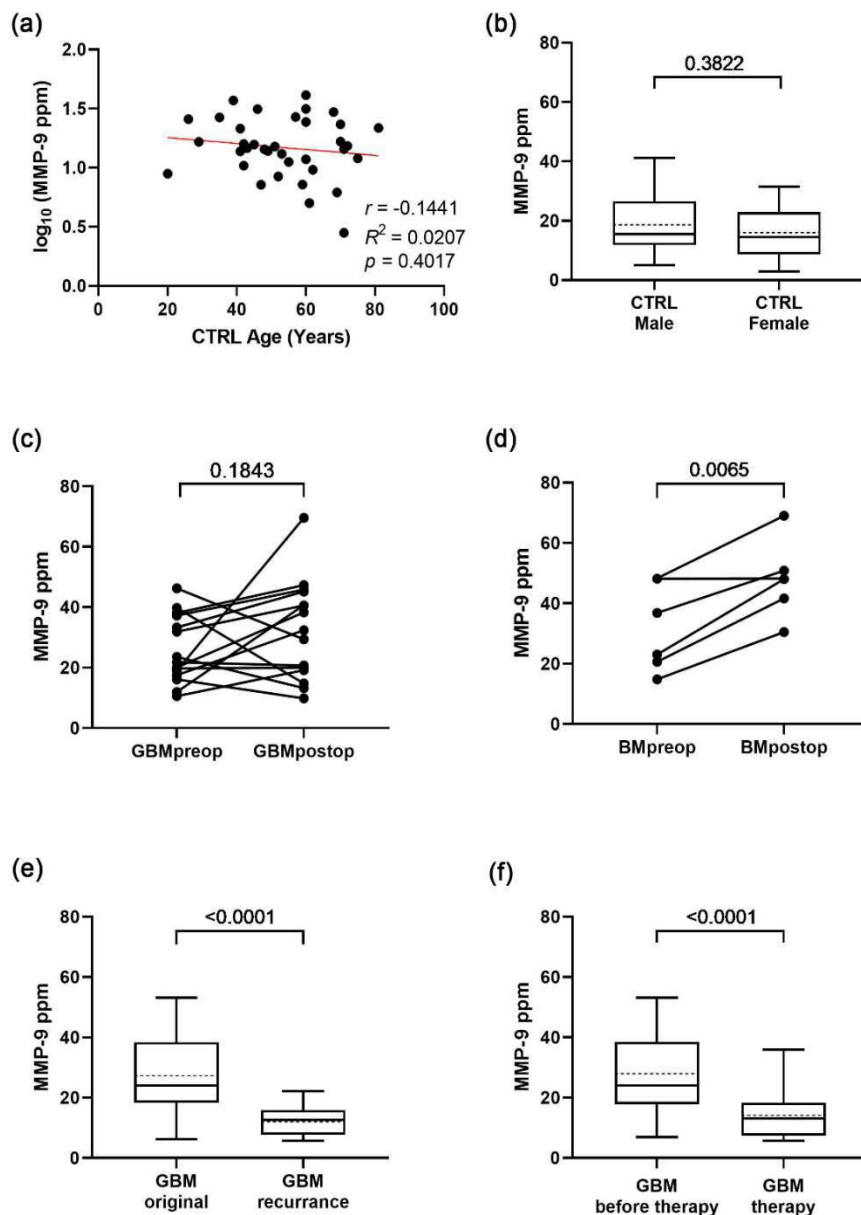 (a)
log₁₀ (MMP-9 ppm)
2.0
1.5
1.0
0.5
0.0
r = -0.1441
R² = 0.0207
p = 0.4017
0 20 40 60 80 100
CTRL Age (Years)
(b)
0.3822
MMP-9 ppm
80
60
40
20
0
CTRL Male
CTRL Female
(c)
0.1843
MMP-9 ppm
80
60
40
20
0
GBMpreop GBMpostop
(d)
0.0065
MMP-9 ppm
80
60
40
20
0
BMpreop BMpostop
(e)
<0.0001
MMP-9 ppm
80
60
40
20
0
GBM original
GBM recurrance
(f)
<0.0001
MMP-9 ppm
80
60
40
20
0
GBM before therapy
GBM therapy